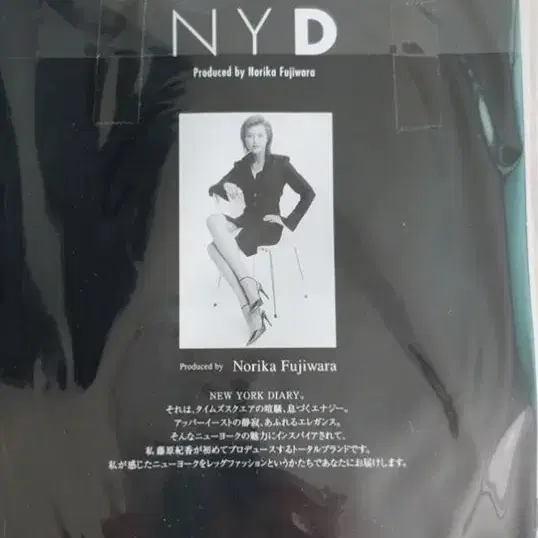 NYD
Produced by Norika Fujiwara
Produced by Norika Fujiwara
NEW YORK DIARY。
それは、タイムズスクエアの喧騒、息づくエナジー。
アッパーイーストの静寂、あふれるエレガンス。
そんなニューヨークの魅力にインスパイアされて、
私 藤原紀香が初めてプロデュースするトータルブランドです。
私が感じたニューヨークをレッグファッションというかたちであなたにお届けします。